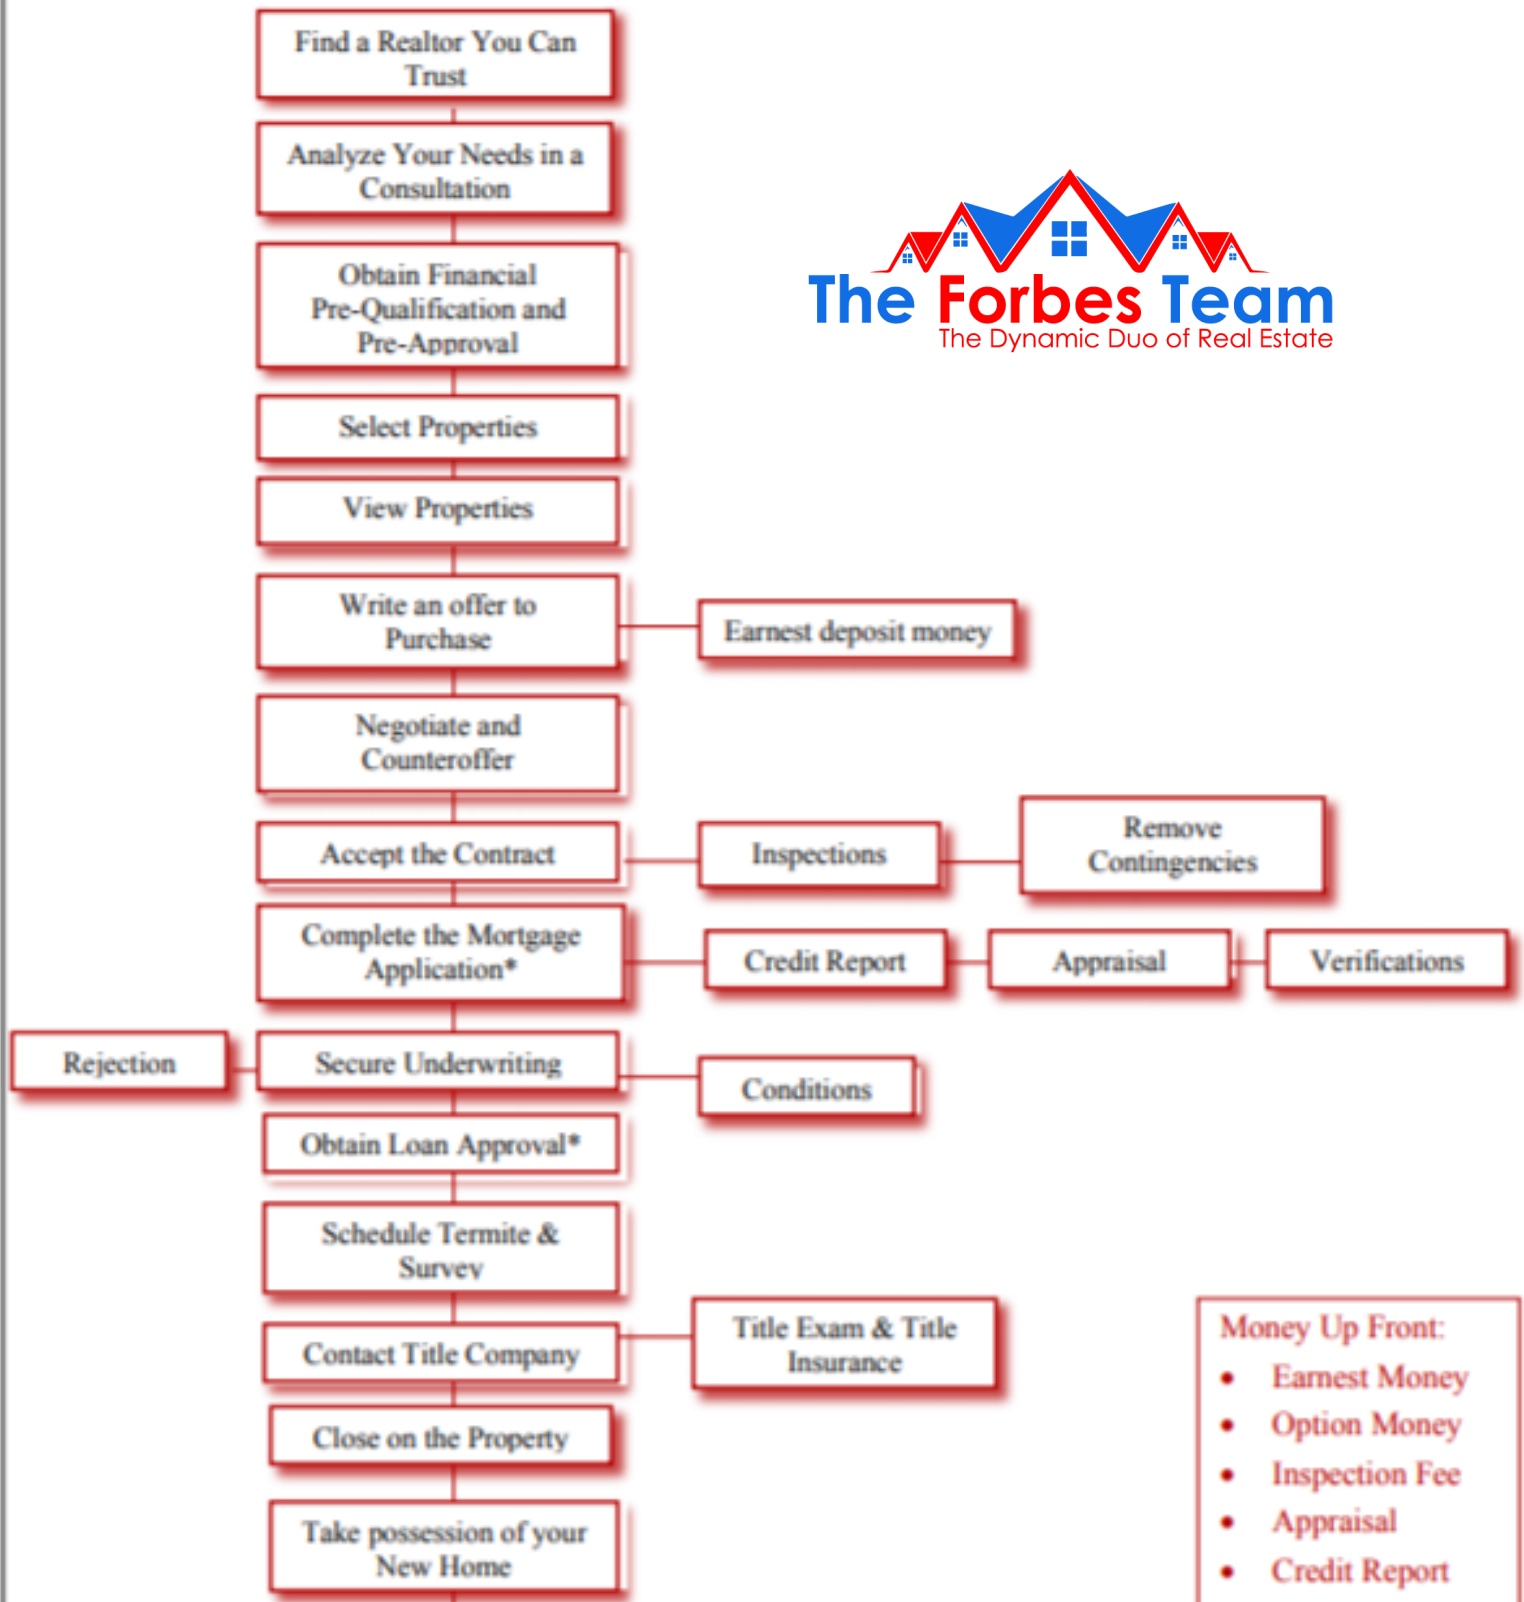 Find a Realtor You Can
Trust
Analyze Your Needs in a
Consultation
The Forbes Team
The Dynamic Duo of Real Estate
Obtain Financial
Pre-Qualification and
Pre-Approval
Select Properties
View Properties
Write an offer to
Purchase
Earnest deposit money
Negotiate and
Counteroffer
Accept the Contract
Inspections
Remove
Contingencies
Complete the Mortgage
Application*
Credit Report
Appraisal
Verifications
Rejection
Secure Underwriting
Conditions
Obtain Loan Approval*
Schedule Termite &
Survey
Contact Title Company
Title Exam & Title
Insurance
Close on the Property
Take possession of your
New Home
Money Up Front:
• Earnest Money
• Option Money
• Inspection Fee
• Appraisal
• Credit Report